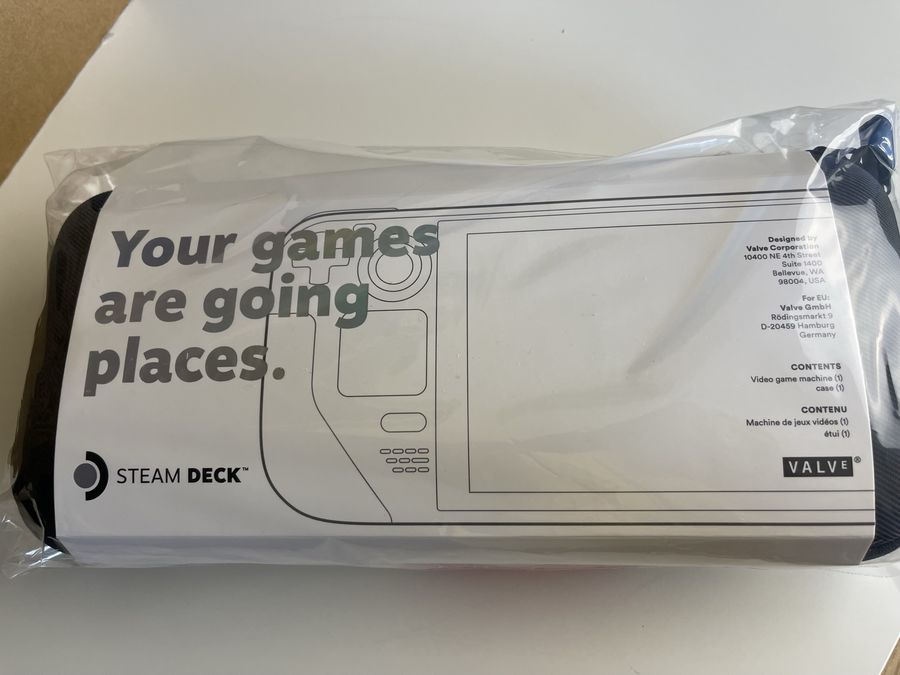 Your games
are going
places.
STEAM DECK™
Designed by
Valve Corporation
10400 NE 4th Street
Suite 1400
Bellevue, WA
98004, USA
For EU:
Valve GmbH
Rödingsmarkt 9
D-20459 Hamburg
Germany
CONTENTS
Video game machine (1)
case (1)
CONTENU
Machine de jeux vidéos (1)
étui (1)
VALVE®